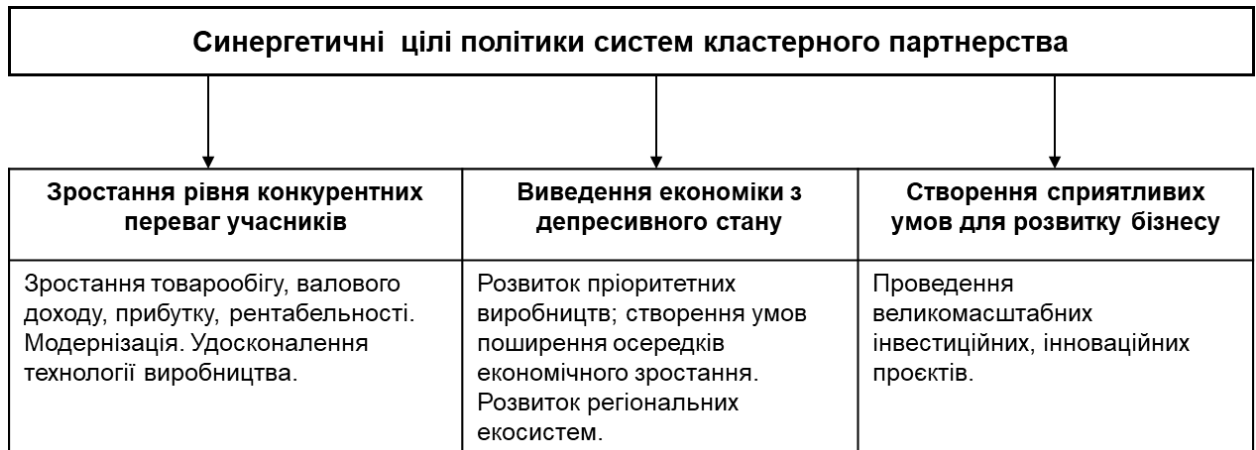 Синергетичні цілі політики систем кластерного партнерства
Зростання рівня конкурентних
переваг учасників
Виведення економіки з
депресивного стану
Створення сприятливих
умов для розвитку бізнесу
Зростання товарообігу, валового
доходу, прибутку, рентабельності.
Модернізація. Удосконалення
технології виробництва.
Розвиток пріоритетних
виробництв; створення умов
поширення осередків
економічного зростання.
Розвиток регіональних
екосистем.
Проведення
великомасштабних
інвестиційних, інноваційних
проєктів.